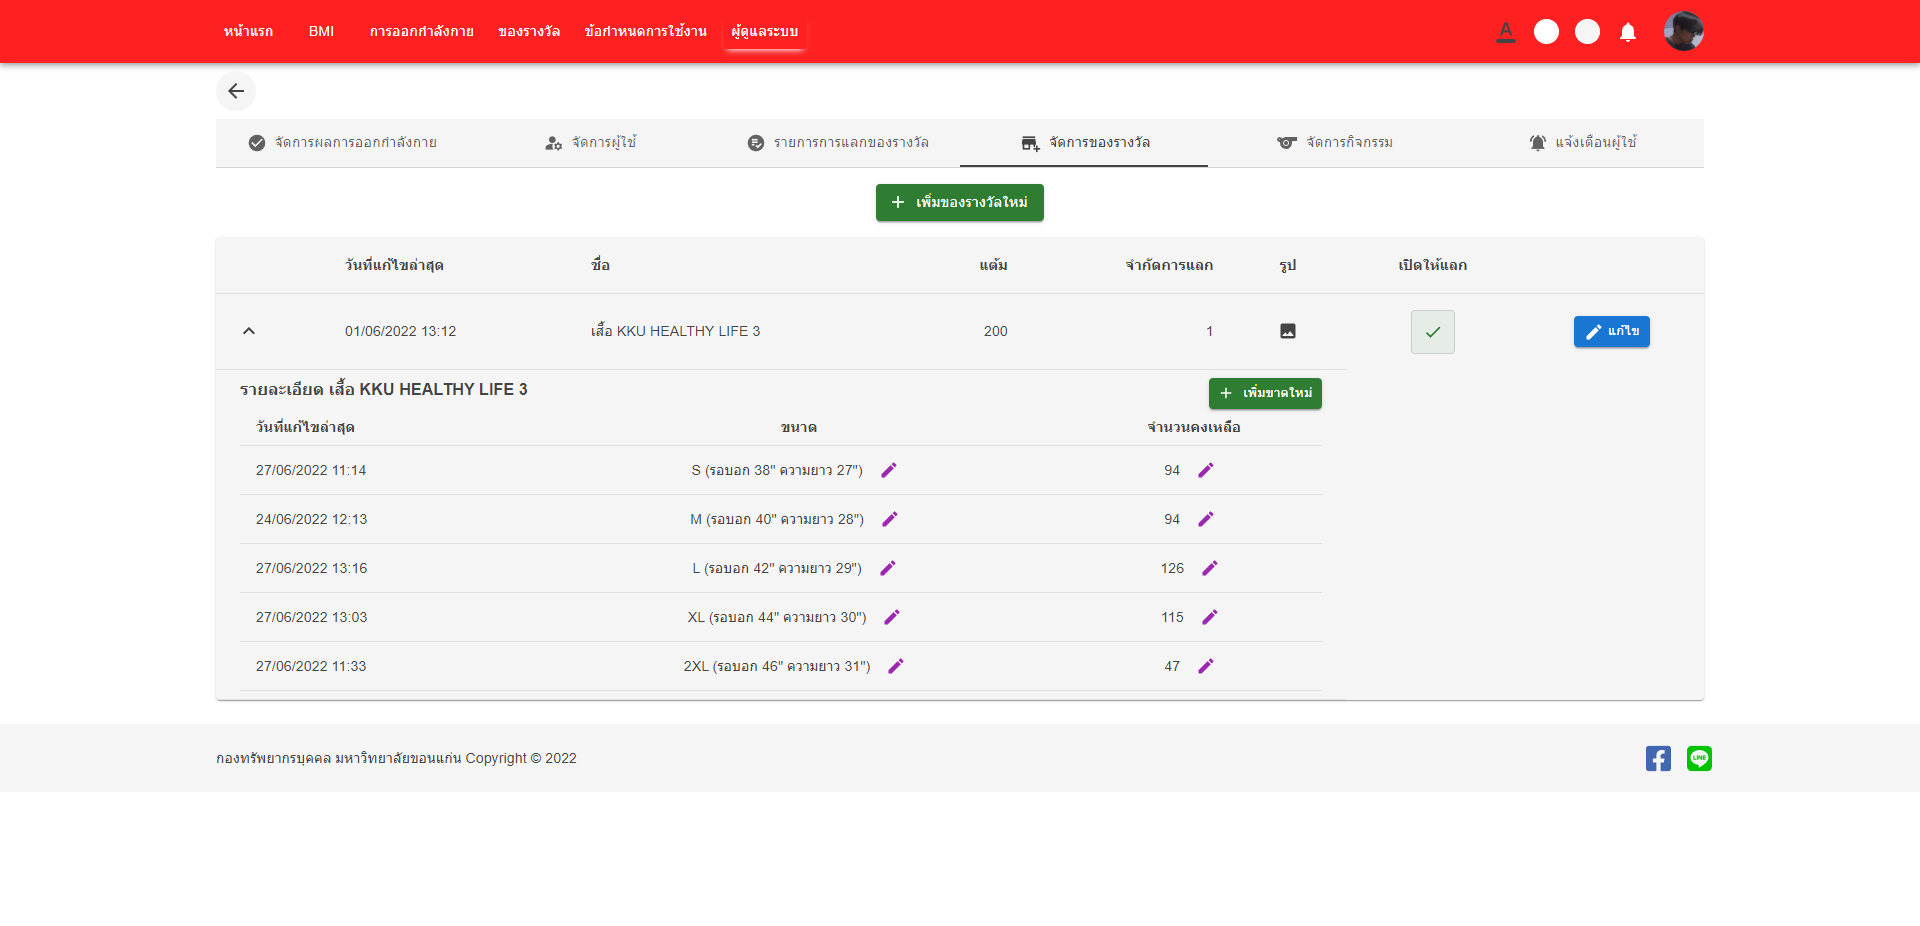 หน้าแรก BMI การออกกำลังกาย ของรางวัล ข้อกำหนดการใช้งาน ผู้ดูแลระบบ A
จัดการผลการออกกำลังกาย จัดการผู้ใช้ รายการการแลกของรางวัล จัดการของรางวัล จัดการกิจกรรม แจ้งเตือนผู้ใช้
เพิ่มของรางวัลใหม่
วันที่แก้ไขล่าสุด ชื่อ แต้ม จำกัดการแลก รูป เปิดให้แลก
01/06/2022 13:12 เสื้อ KKU HEALTHY LIFE 3 200 1 แก้ไข
รายละเอียด เสื้อ KKU HEALTHY LIFE 3 เพิ่มขาดใหม่
วันที่แก้ไขล่าสุด ขนาด จำนวนคงเหลือ
27/06/2022 11:14 S (รอบอก 38" ความยาว 27") 94
24/06/2022 12:13 M (รอบอก 40" ความยาว 28") 94
27/06/2022 13:16 L (รอบอก 42" ความยาว 29") 126
27/06/2022 13:03 XL (รอบอก 44" ความยาว 30") 115
27/06/2022 11:33 2XL (รอบอก 46" ความยาว 31") 47
กองทรัพยากรบุคคล มหาวิทยาลัยขอนแก่น Copyright © 2022 LINE